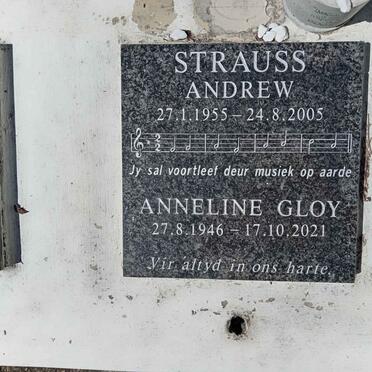 STRAUSS
ANDREW
27.1.1955 – 24.8.2005
Jy sal voortleef deur musiek op aarde
ANNELINE GLOY
27.8.1946 – 17.10.2021
Vir altyd in ons harte.